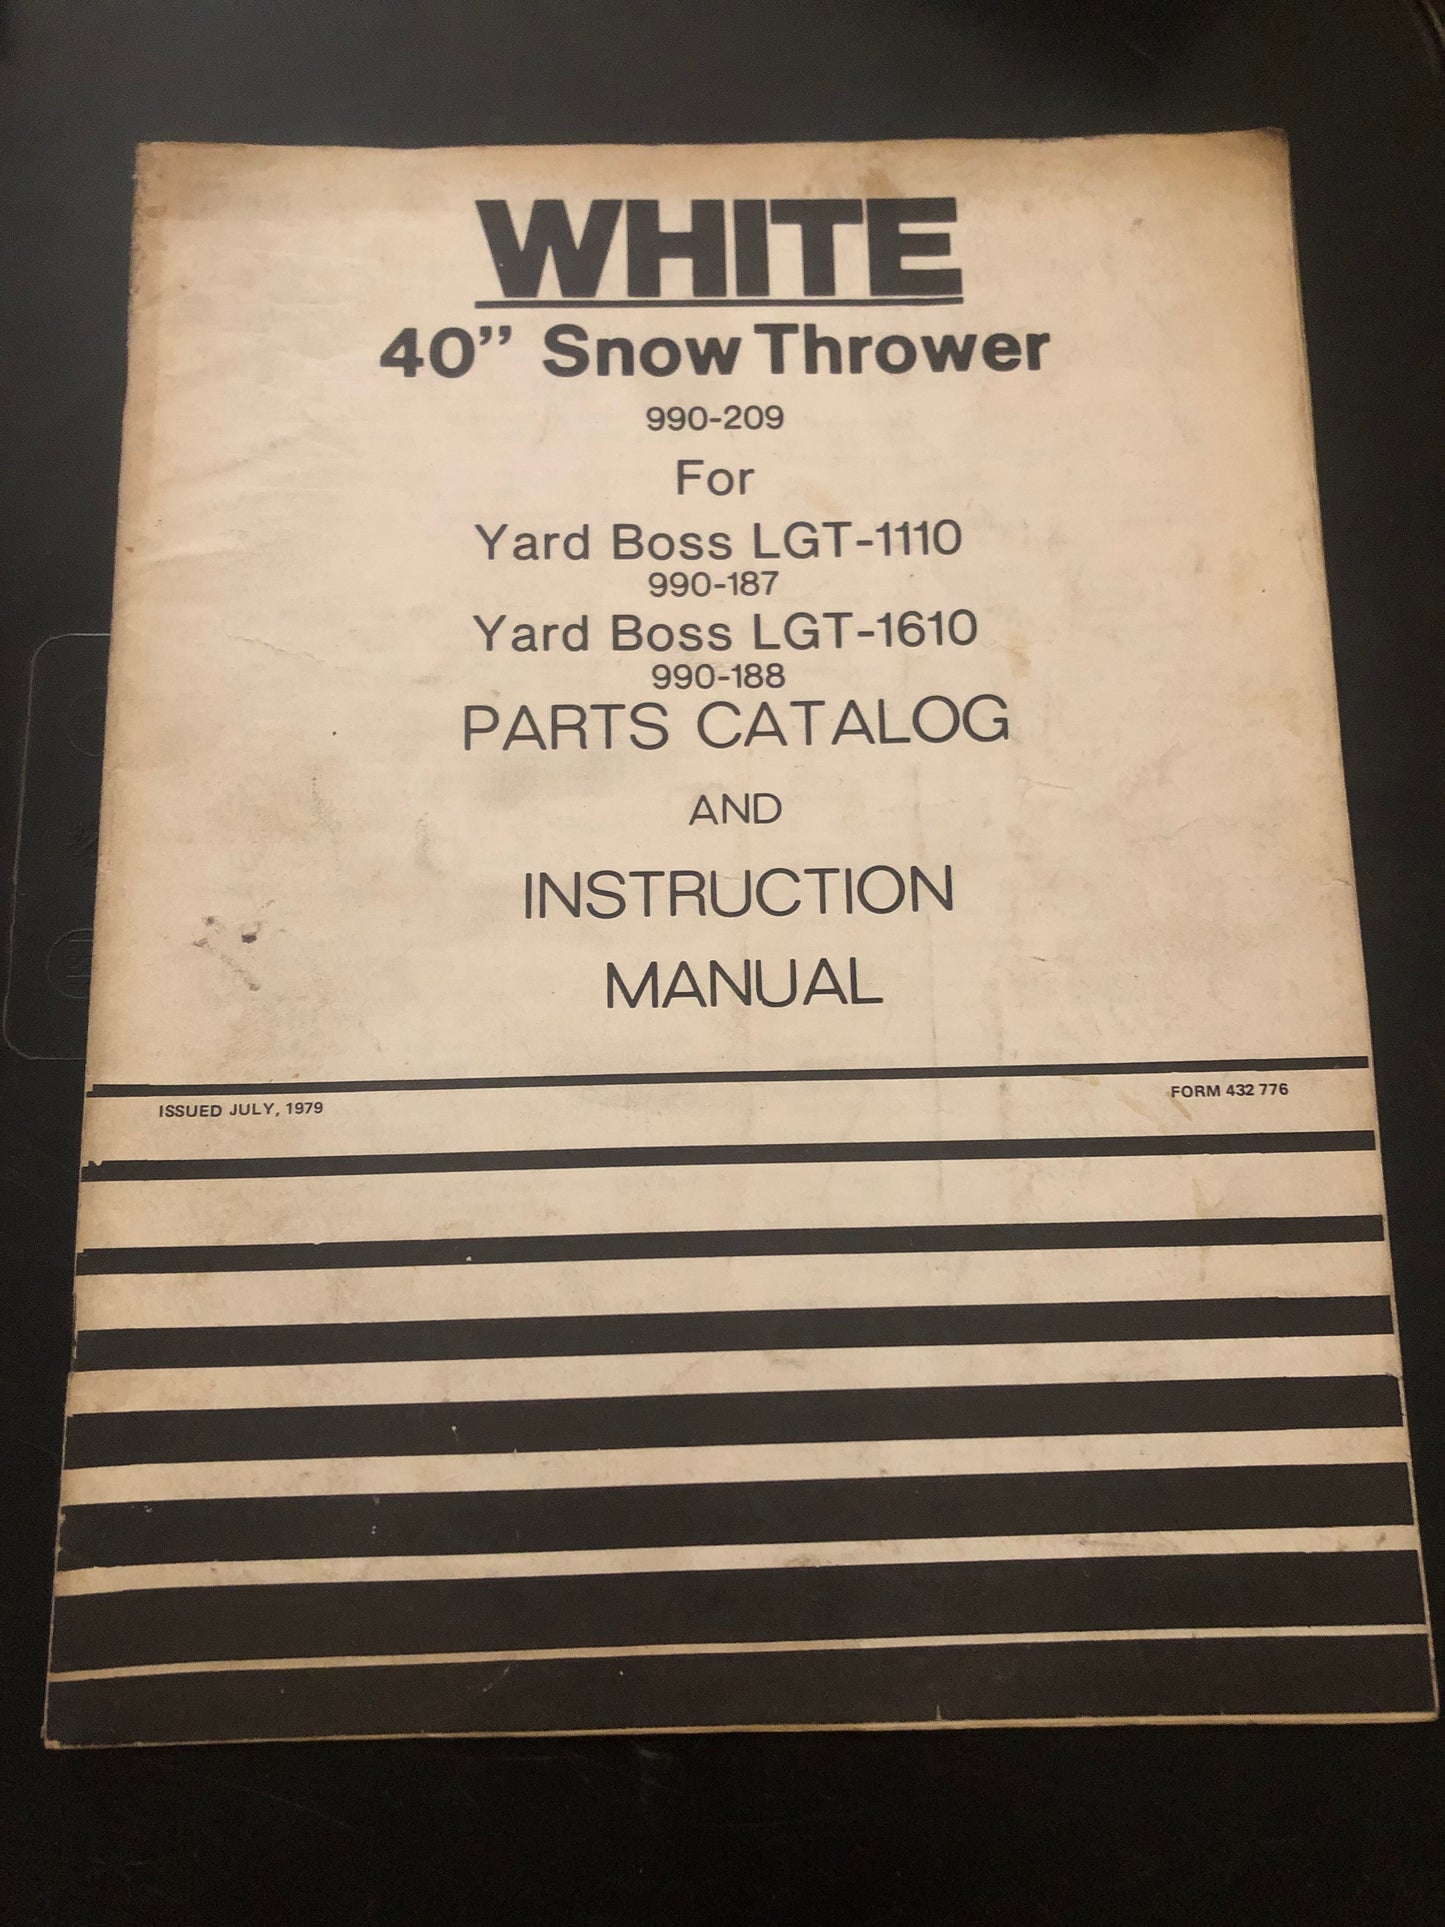 WHITE
40” Snow Thrower
990-209
For
Yard Boss LGT-1110
990-187
Yard Boss LGT-1610
990-188
PARTS CATALOG
AND
INSTRUCTION
MANUAL
ISSUED JULY, 1979
FORM 432 776